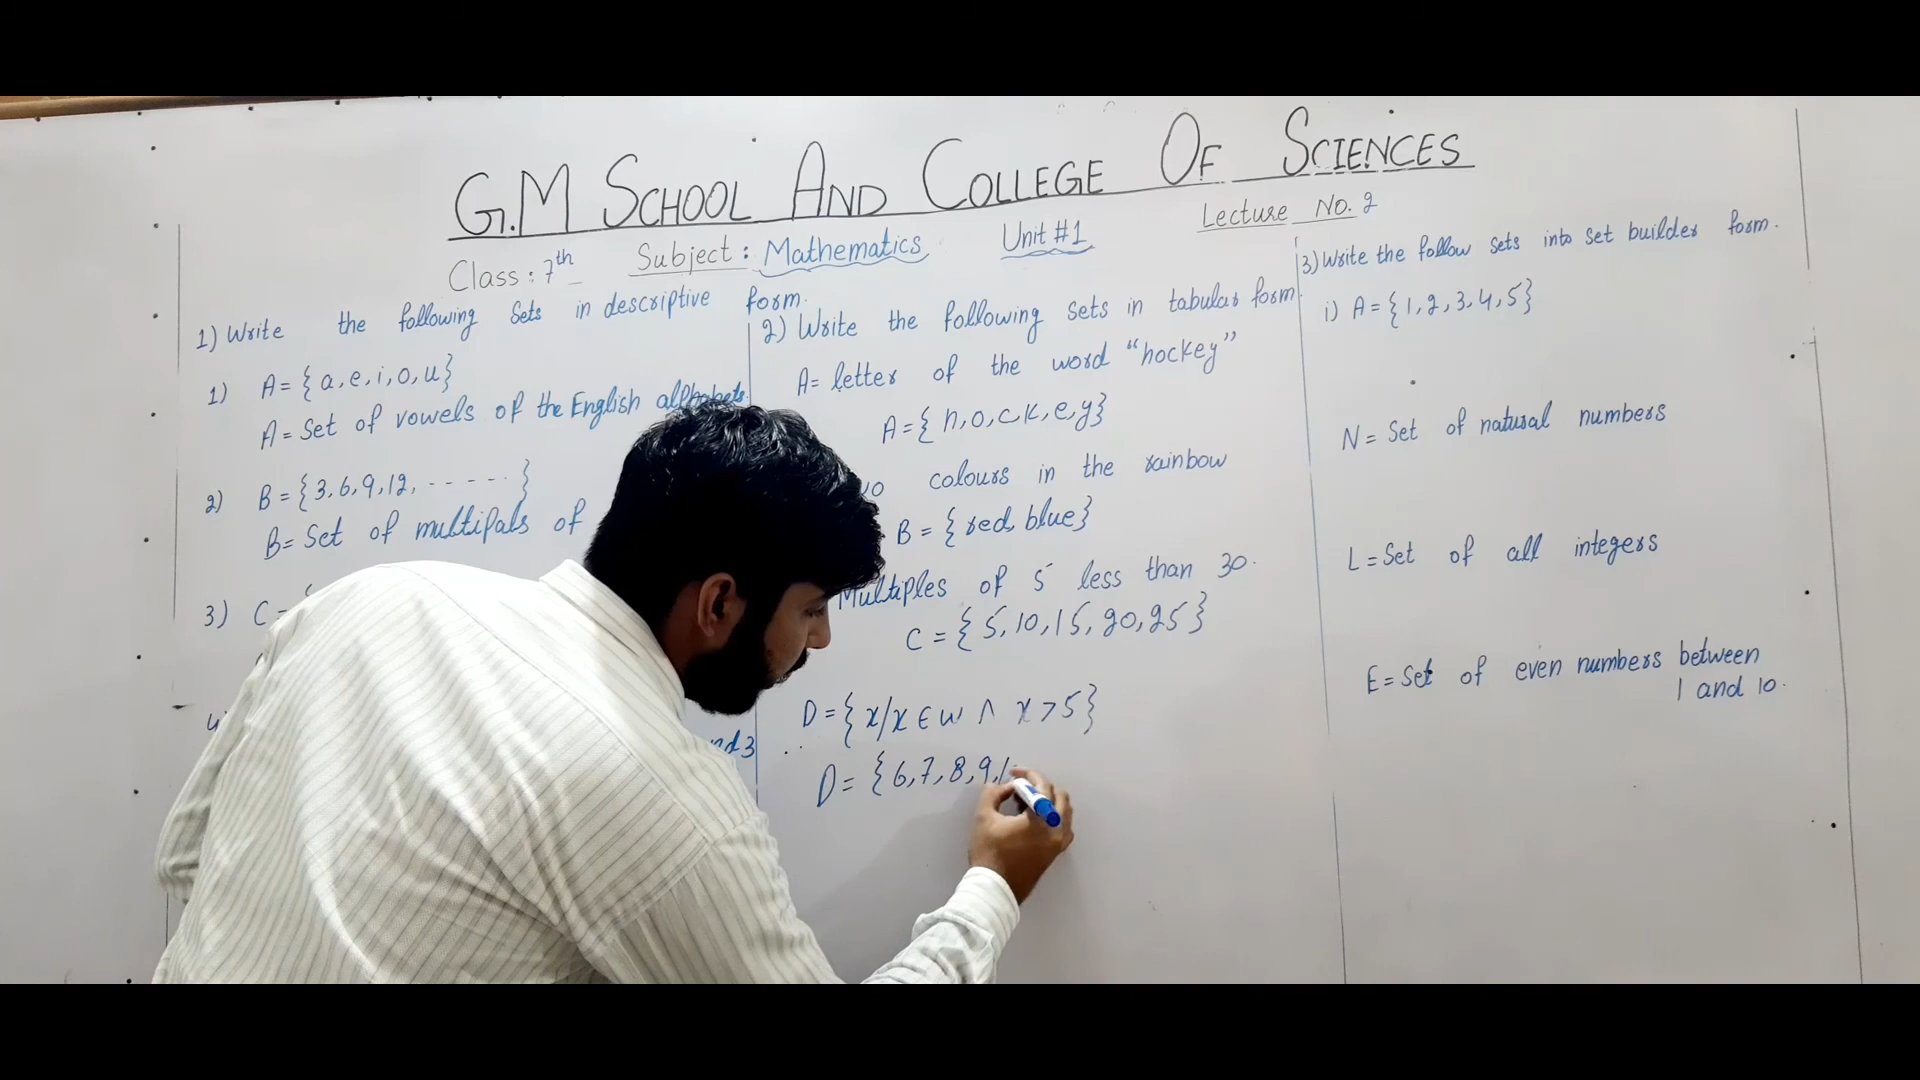 G.M SCHOOL AND COLLEGE OF SCIENCES
Lecture No. 2
Class: 7th Subject: Mathematics Unit #1
1) Write the following sets in descriptive form.
1) A = { a, e, i, o, u }
A = Set of vowels of the English alphabets
2) B = { 3, 6, 9, 12, ----- }
B = Set of multipals of
3) C =
nd 3
2) Write the following sets in tabular form
A = letter of the word "hockey"
A = { h, o, c, k, e, y }
colours in the rainbow
B = { red, blue }
Multiples of 5 less than 30.
C = { 5, 10, 15, 20, 25 }
D = { x/x ∈ W ∧ x > 5 }
D = { 6, 7, 8, 9, 1
3) Write the follow sets into set builder form.
i) A = { 1, 2, 3, 4, 5 }
N = Set of natural numbers
L = Set of all integers
E = Set of even numbers between
1 and 10.